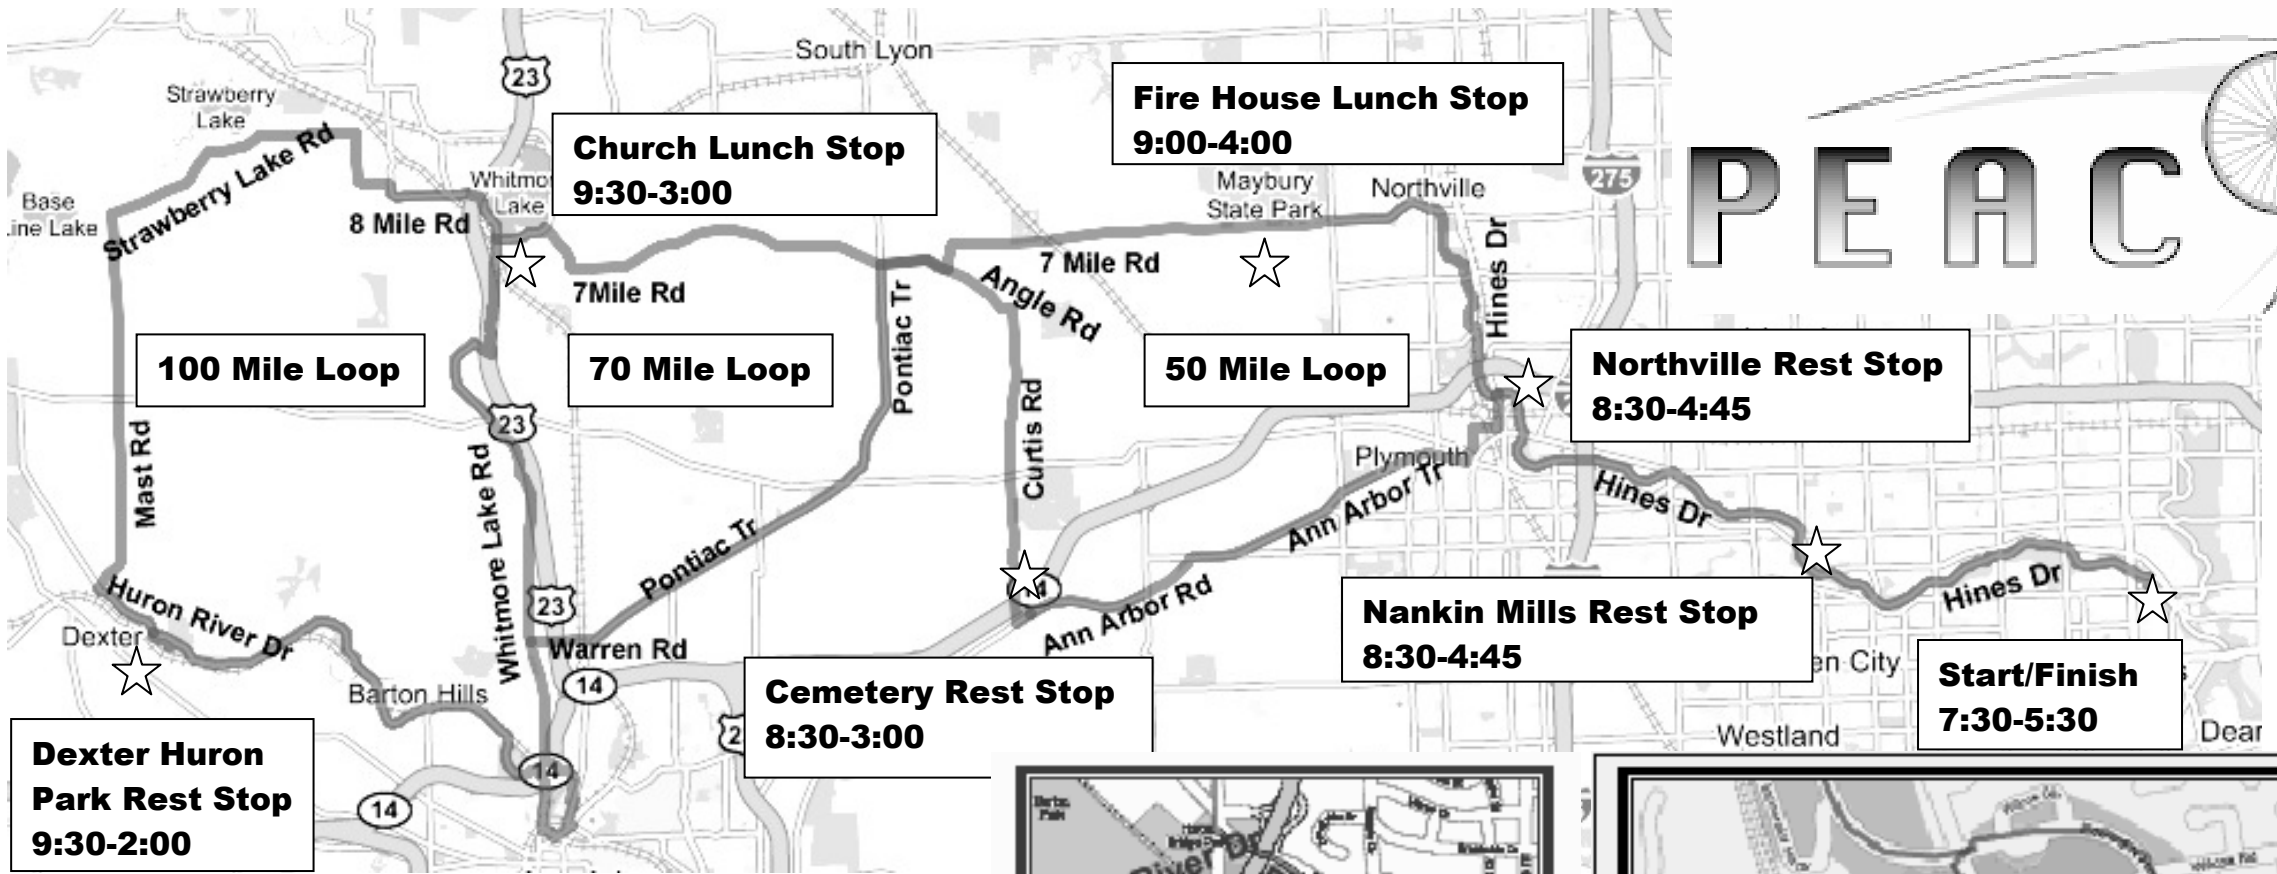 South Lyon
23
Strawberry
Lake
Fire House Lunch Stop
9:00-4:00
Church Lunch Stop
9:30-3:00
PEAC
275
Strawberry Lake Rd
Whitmo
Lake
Maybury
State Park
Northville
Base
Line Lake
8 Mile Rd
7Mile Rd
7 Mile Rd
Angle Rd
Hines Dr
Pontiac Tr
100 Mile Loop
70 Mile Loop
50 Mile Loop
Northville Rest Stop
8:30-4:45
Curtis Rd
23
Mast Rd
Whitmore Lake Rd
Plymouth
Ann Arbor Tr
Hines Dr
Pontiac Tr
Huron River Dr
23
Ann Arbor Rd
Hines Dr
Nankin Mills Rest Stop
8:30-4:45
Dexter
Warren Rd
14
Barton Hills
Cemetery Rest Stop
8:30-3:00
en City
Start/Finish
7:30-5:30
Westland
Dear
Dexter Huron
Park Rest Stop
9:30-2:00
14
14
River Dr